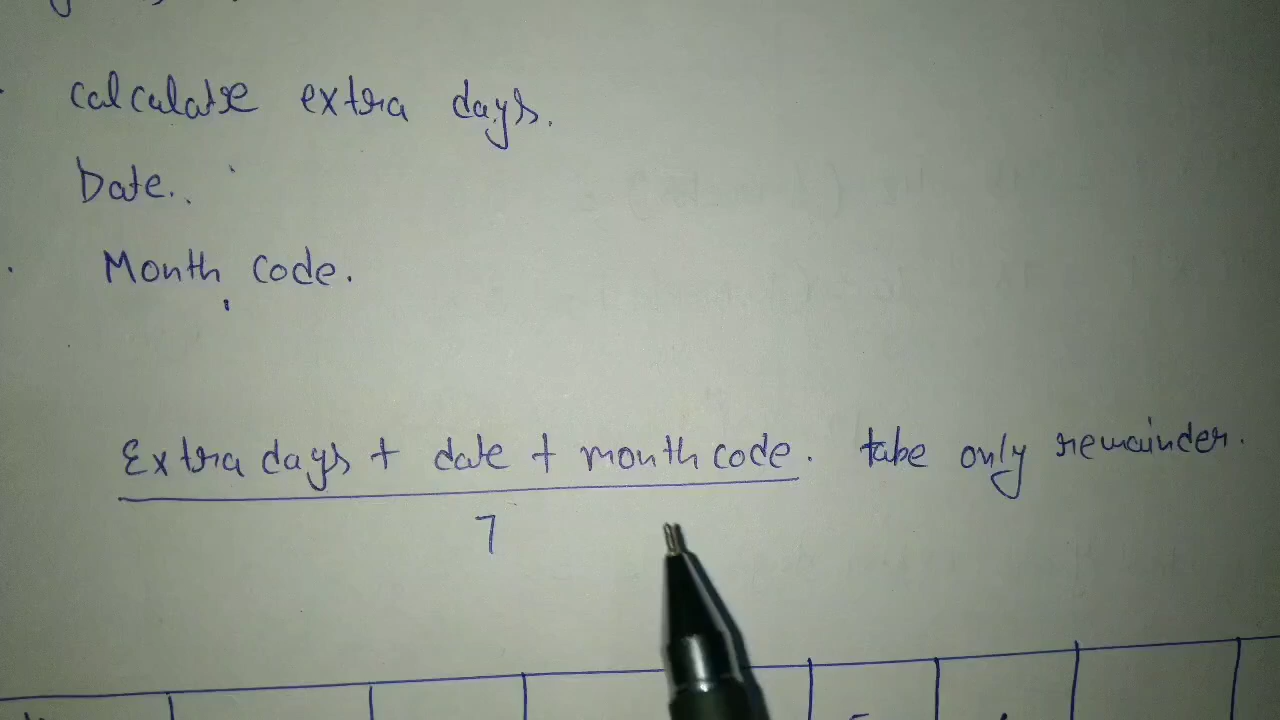 Calculate extra days.
Date.
Month code.
Extra days + date + month code. take only remainder.
7